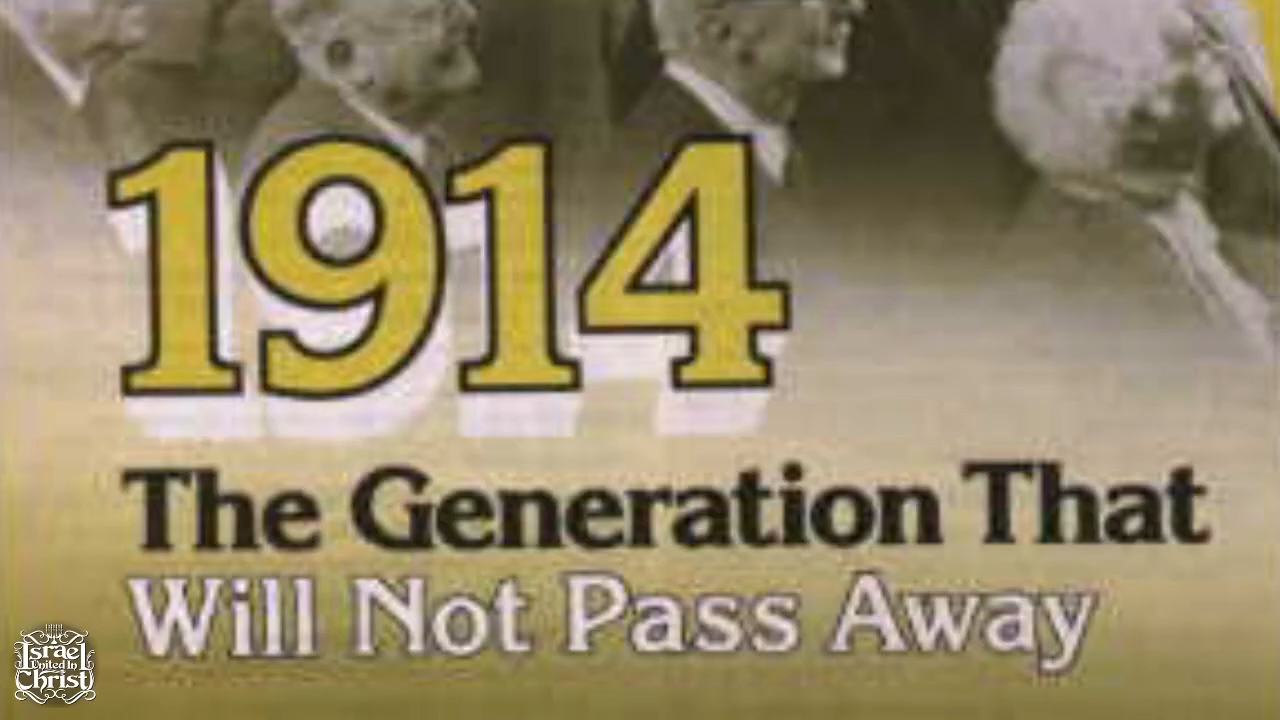 1914
The Generation That
Will Not Pass Away
Israel
United In
Christ